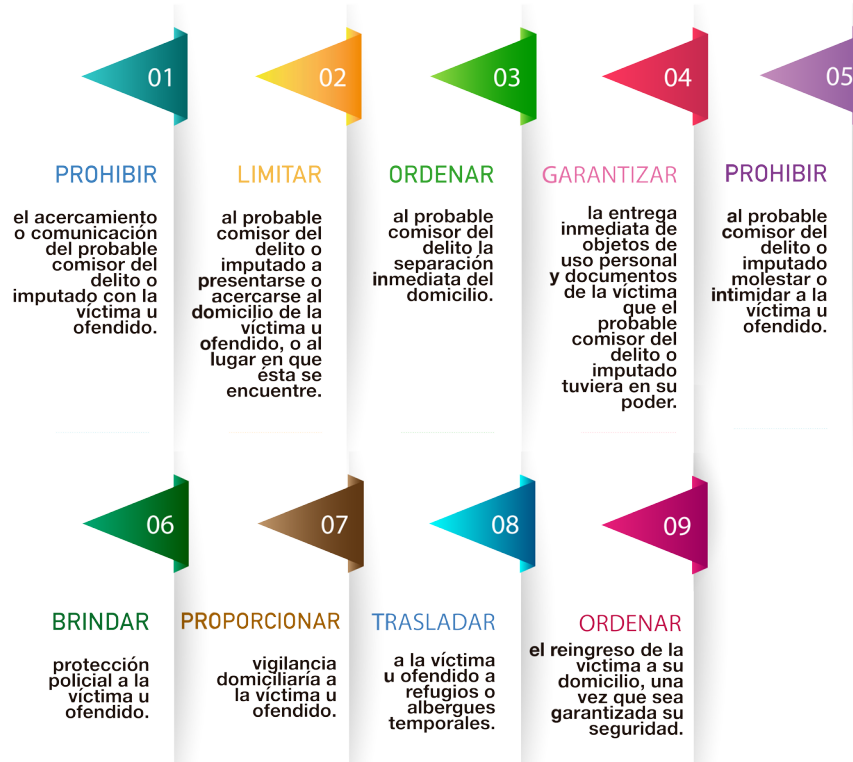 01
PROHIBIR
el acercamiento
o comunicación
del probable
comisor del
delito o
imputado con la
víctima u
ofendido.
02
LIMITAR
al probable
comisor del
delito o
imputado a
presentarse o
acercarse al
domicilio de la
víctima u
ofendido, o al
lugar en que
ésta se
encuentre.
03
ORDENAR
al probable
comisor del
delito la
separación
inmediata del
domicilio.
04
GARANTIZAR
la entrega
inmediata de
objetos de
uso personal
y documentos
de la víctima
que el
probable
comisor del
delito o
imputado
tuviera en su
poder.
05
PROHIBIR
al probable
comisor del
delito o
imputado
molestar o
intimidar a la
víctima u
ofendido.
06
BRINDAR
protección
policial a la
víctima u
ofendido.
07
PROPORCIONAR
vigilancia
domiciliaría a
la víctima u
ofendido.
08
TRASLADAR
a la víctima
u ofendido a
refugios o
albergues
temporales.
09
ORDENAR
el reingreso de la
víctima a su
domicilio, una
vez que sea
garantizada su
seguridad.